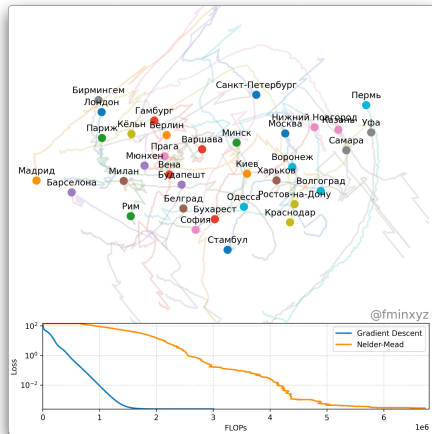 Санкт-Петербург
Пермь
Бирмингем
Лондон
Гамбург
Нижний Новгород
Казань
Уфа
Париж
Кёльн
Берлин
Минск
Москва
Варшава
Самара
Прага
Мюнхен
Воронеж
Мадрид
Милан
Вена
Киев
Харьков
Барселона
Будапешт
Волгоград
Рим
Белград
Бухарест
Одесса
Ростов-на-Дону
София
Краснодар
Стамбул
@fminxyz
Loss
10²
10⁰
10⁻²
Gradient Descent
Nelder-Mead
0 1 2 3 4 5 6
FLOPs
1e6